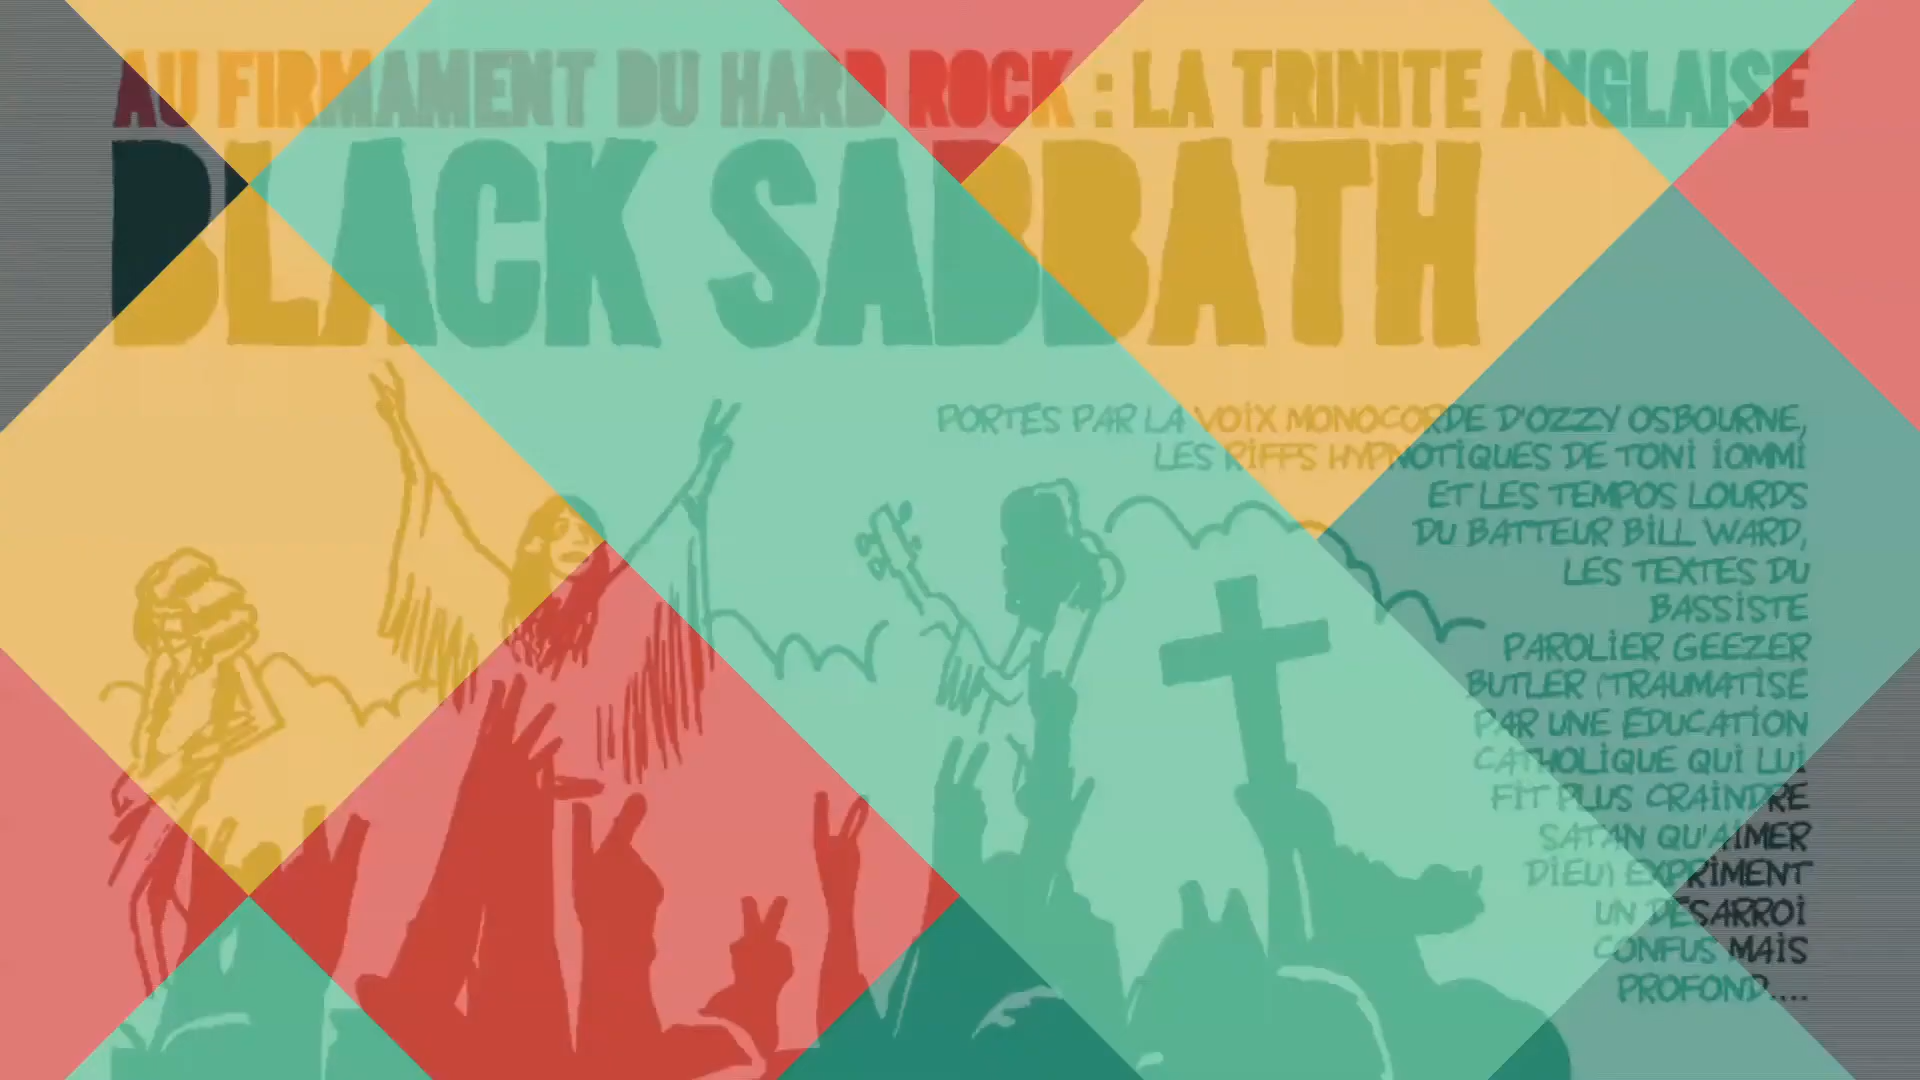 AU FIRMAMENT DU HARD ROCK : LA TRINITE ANGLAISE
BLACK SABBATH
PORTES PAR LA VOIX MONOCORDE D'OZZY OSBOURNE,
LES RIFFS HYPNOTIQUES DE TONI IOMMI
ET LES TEMPOS LOURDS
DU BATTEUR BILL WARD,
LES TEXTES DU
BASSISTE
PAROLIER GEEZER
BUTLER (TRAUMATISE
PAR UNE ÉDUCATION
CATHOLIQUE QUI LUI
FIT PLUS CRAINDRE
SATAN QU'AIMER
DIEU) EXPRIMENT
UN DESARROI
CONFUS MAIS
PROFOND....